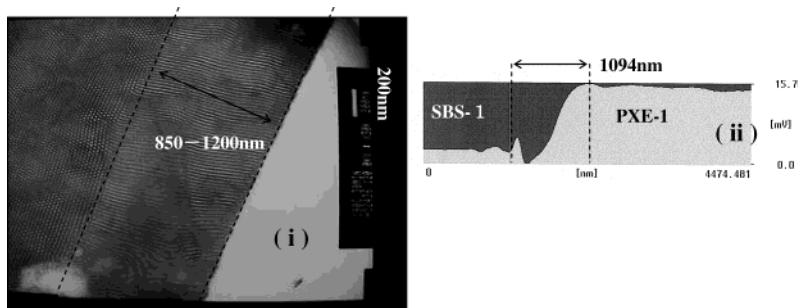 850－1200nm
( i )
200nm
1094nm
SBS- 1
PXE-1
( ii )
15.7
[mV]
0.0
0
[nm]
4474.481